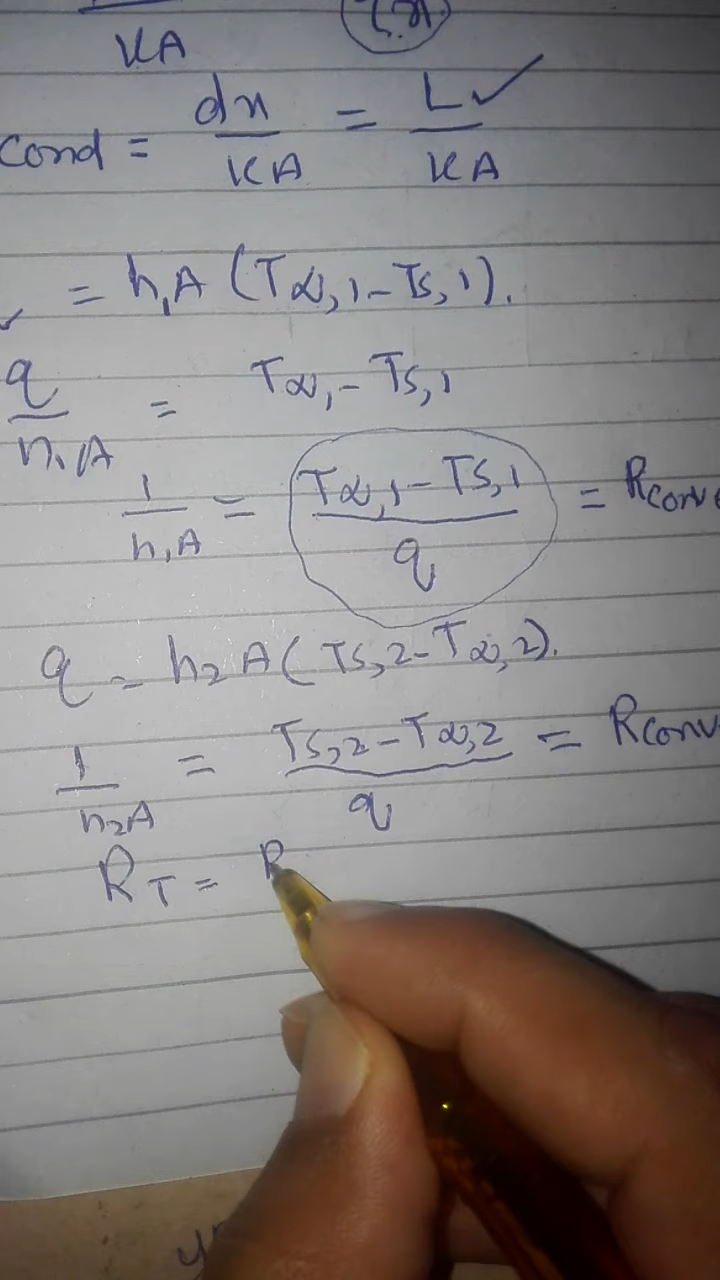 KA
cond = dx/KA = L/KA ✓
= h₁A (T∞,1 - Ts,1).
q/h₁A = T∞, - Ts,1
1/h₁A = T∞,1 - Ts,1/q = Rconv
q = h₂A (Ts,2 - T∞,2).
1/h₂A = Ts,2 - T∞,2/q = Rconv
RT = R